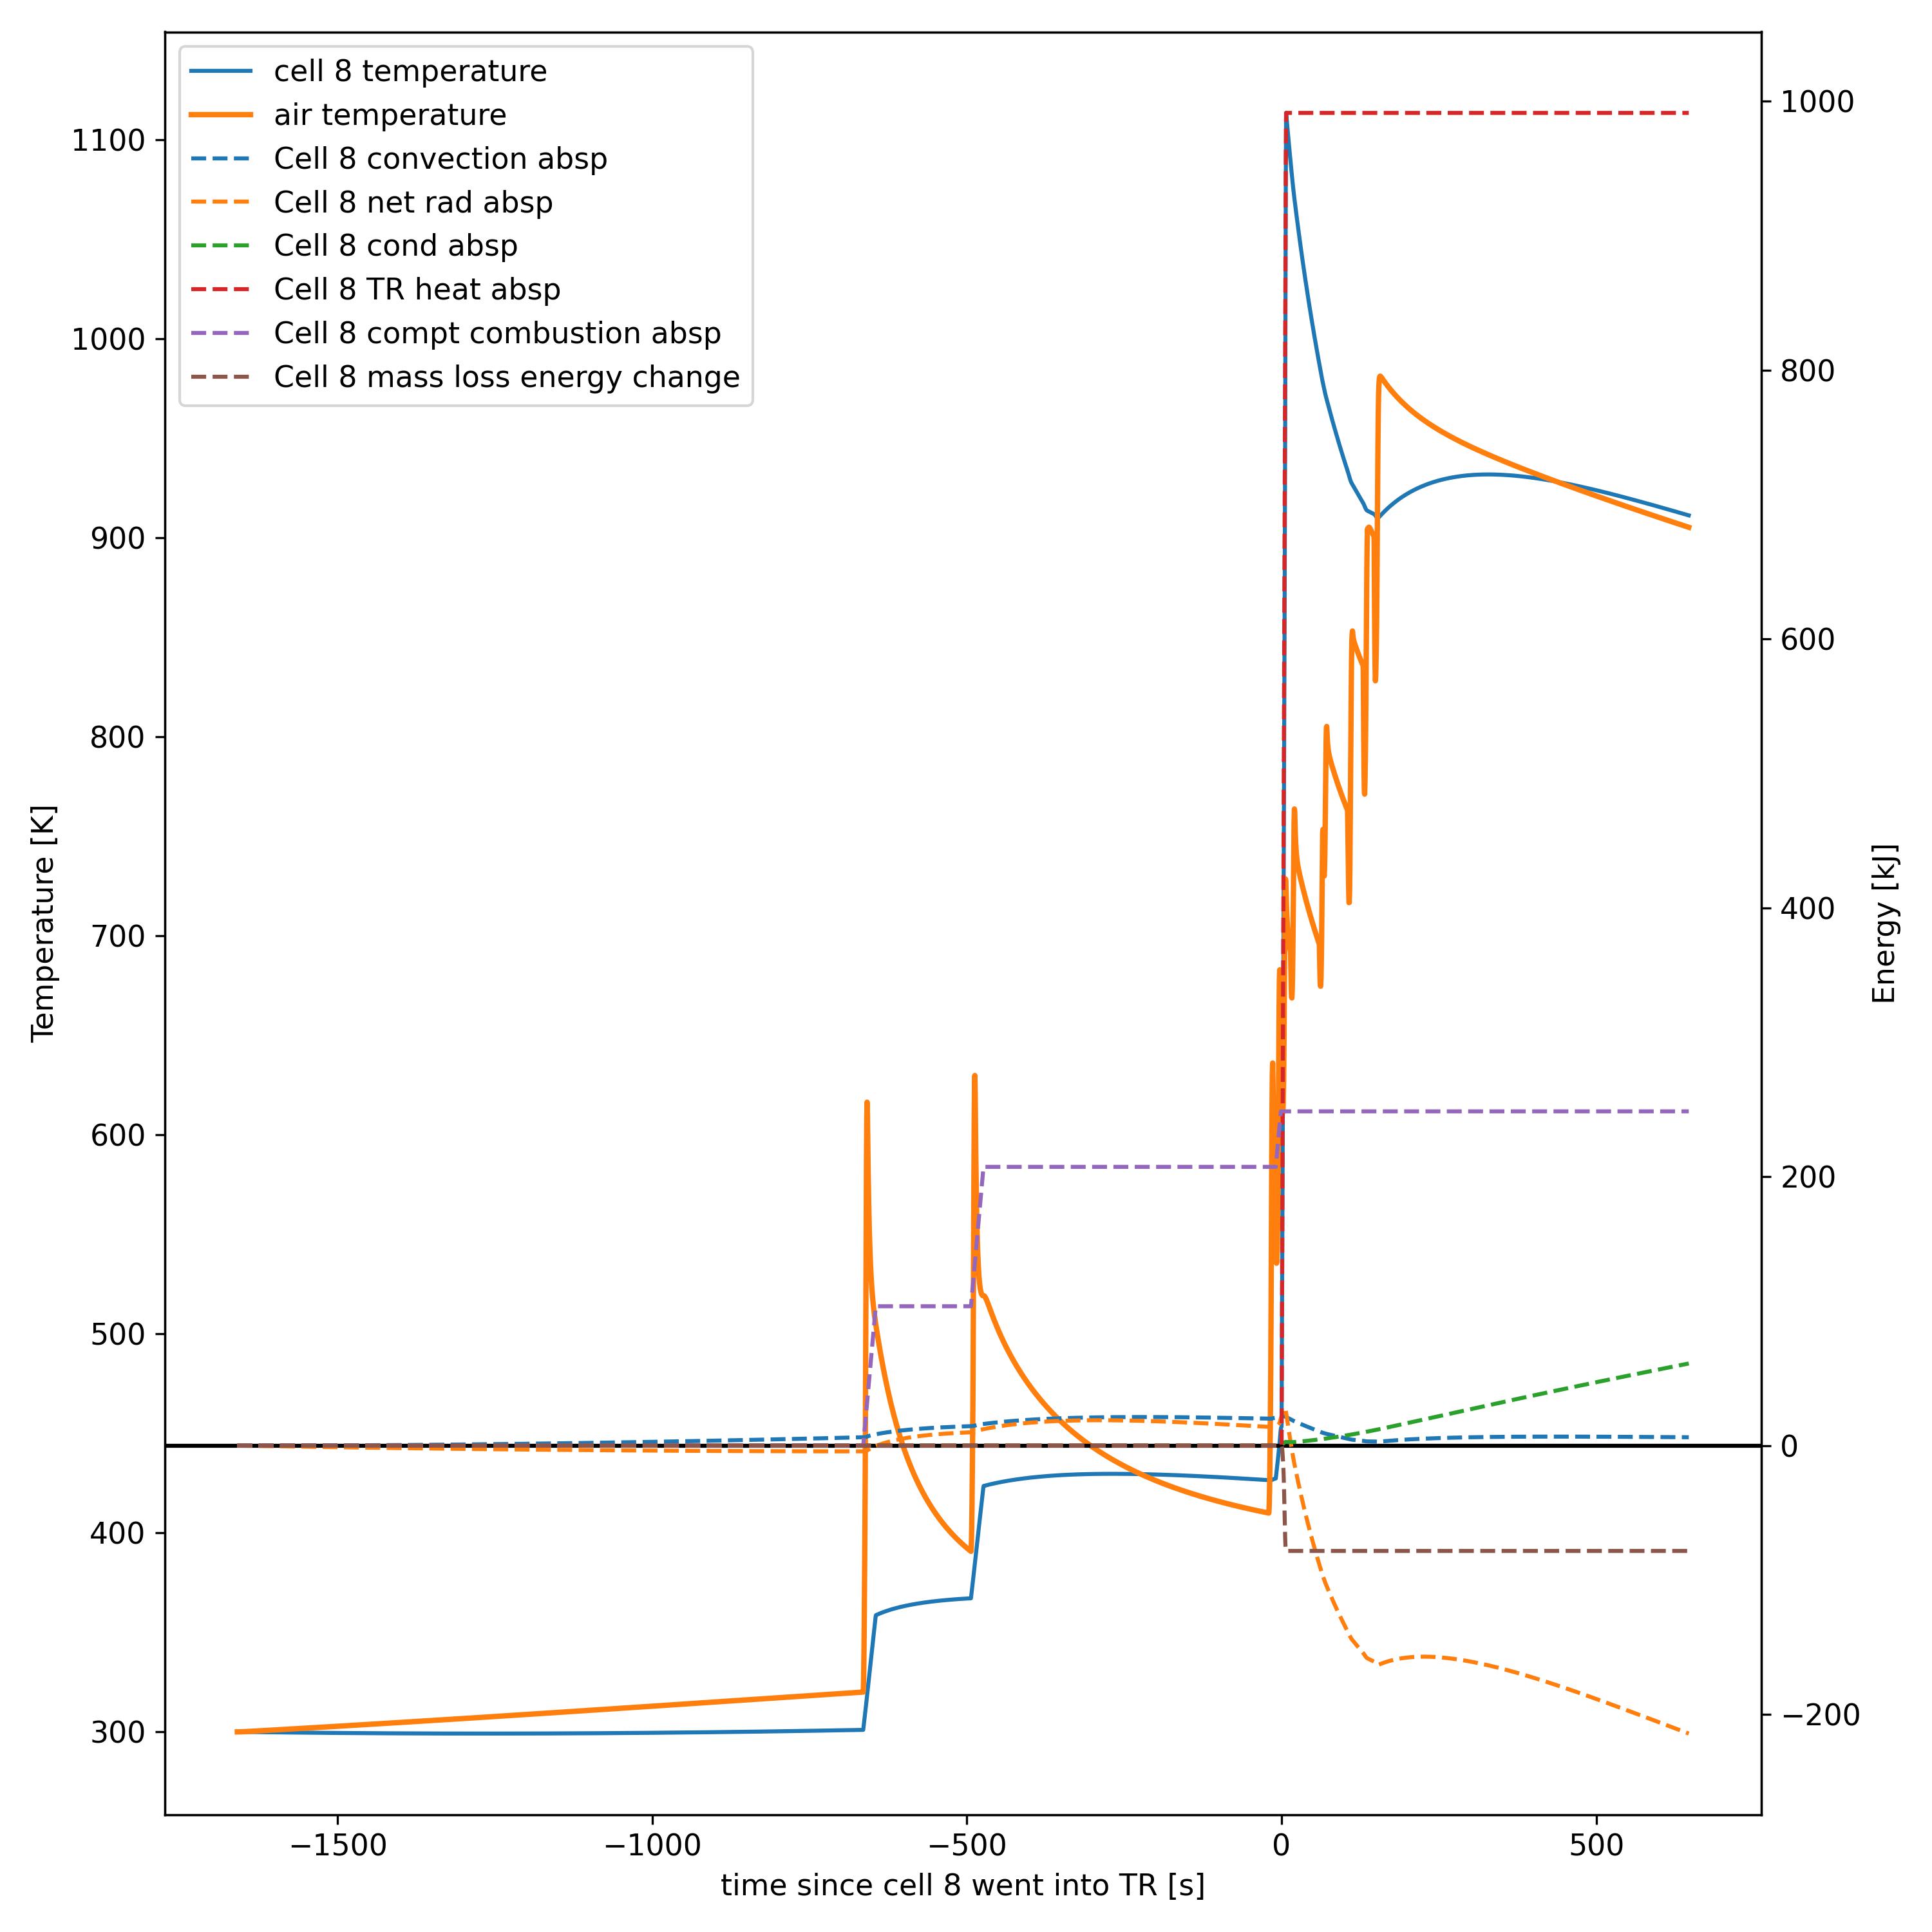 cell 8 temperature
air temperature
Cell 8 convection absp
Cell 8 net rad absp
Cell 8 cond absp
Cell 8 TR heat absp
Cell 8 compt combustion absp
Cell 8 mass loss energy change
1100
1000
900
800
700
600
500
400
300
Temperature [K]
1000
800
600
400
200
0
−200
Energy [kJ]
−1500
−1000
−500
0
500
time since cell 8 went into TR [s]